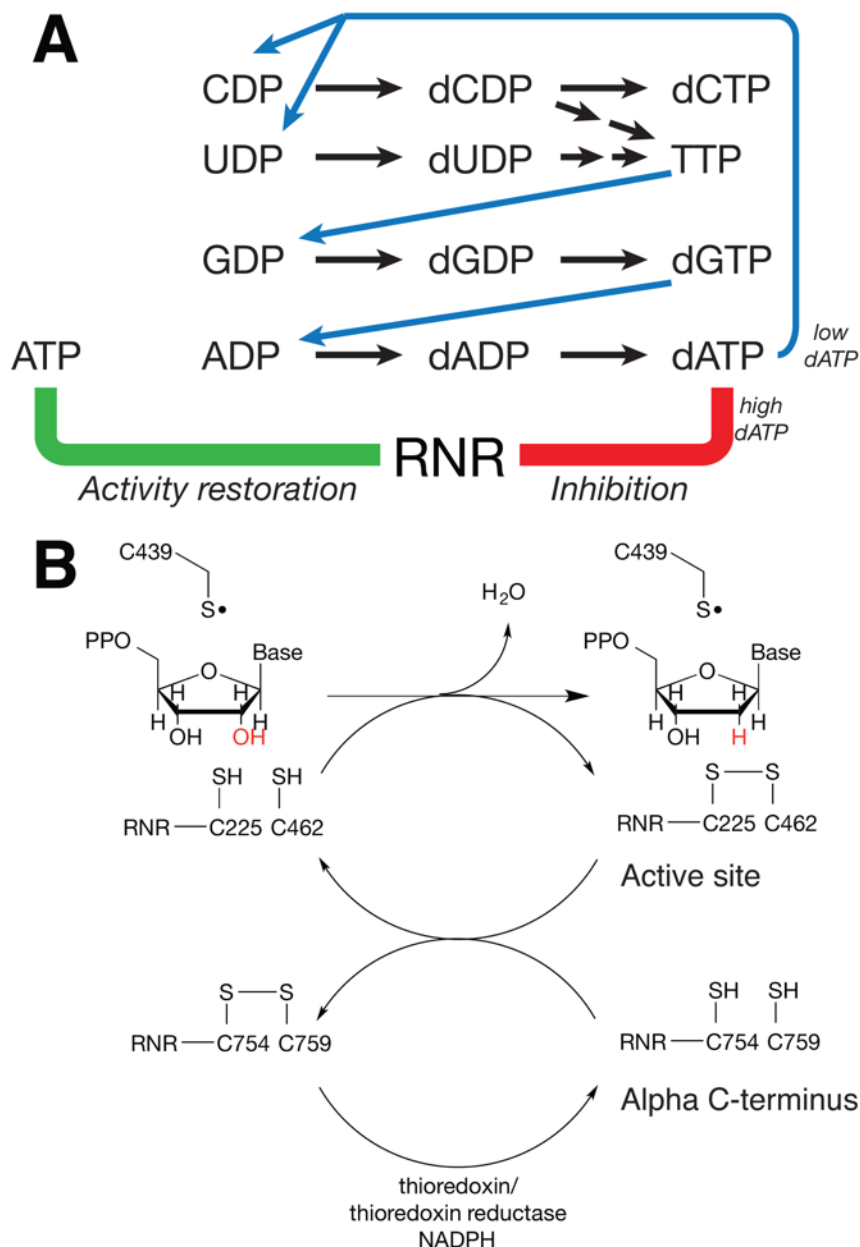 A
CDP dCDP dCTP
UDP dUDP TTP
GDP dGDP dGTP
ATP ADP dADP dATP
low
dATP
high
dATP
RNR
Activity restoration Inhibition
B
C439 C439
S• S•
H₂O
PPO Base PPO Base
O O
H H H H
H H H H
OH OH OH H
SH SH S S
RNR C225 C462 RNR C225 C462
Active site
S S SH SH
RNR C754 C759 RNR C754 C759
Alpha C-terminus
thioredoxin/
thioredoxin reductase
NADPH